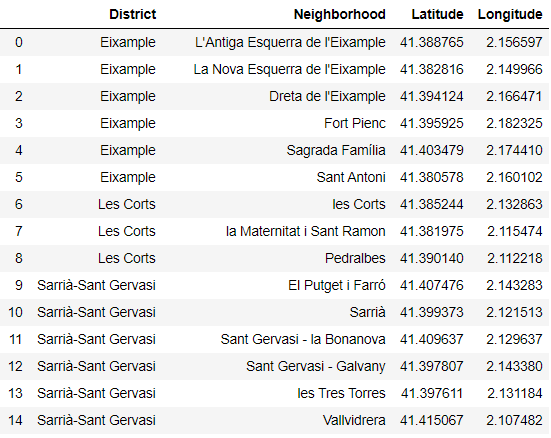 District Neighborhood Latitude Longitude
0 Eixample L'Antiga Esquerra de l'Eixample 41.388765 2.156597
1 Eixample La Nova Esquerra de l'Eixample 41.382816 2.149966
2 Eixample Dreta de l'Eixample 41.394124 2.166471
3 Eixample Fort Pienc 41.395925 2.182325
4 Eixample Sagrada Família 41.403479 2.174410
5 Eixample Sant Antoni 41.380578 2.160102
6 Les Corts les Corts 41.385244 2.132863
7 Les Corts la Maternitat i Sant Ramon 41.381975 2.115474
8 Les Corts Pedralbes 41.390140 2.112218
9 Sarrià-Sant Gervasi El Putget i Farró 41.407476 2.143283
10 Sarrià-Sant Gervasi Sarrià 41.399373 2.121513
11 Sarrià-Sant Gervasi Sant Gervasi - la Bonanova 41.409637 2.129637
12 Sarrià-Sant Gervasi Sant Gervasi - Galvany 41.397807 2.143380
13 Sarrià-Sant Gervasi les Tres Torres 41.397611 2.131184
14 Sarrià-Sant Gervasi Vallvidrera 41.415067 2.107482